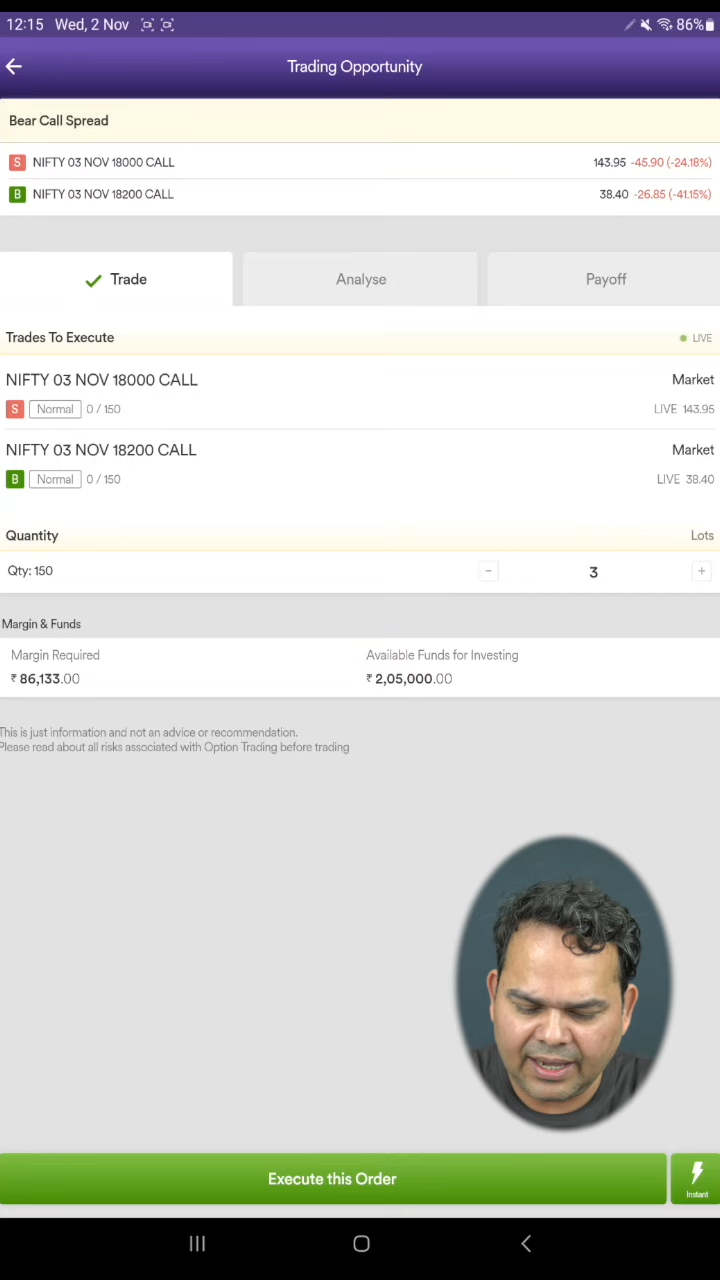 12:15 Wed, 2 Nov 86%
Trading Opportunity
Bear Call Spread
S NIFTY 03 NOV 18000 CALL 143.95 -45.90 (-24.18%)
B NIFTY 03 NOV 18200 CALL 38.40 -26.85 (-41.15%)
Trade Analyse Payoff
Trades To Execute LIVE
NIFTY 03 NOV 18000 CALL Market
S Normal 0 / 150 LIVE 143.95
NIFTY 03 NOV 18200 CALL Market
B Normal 0 / 150 LIVE 38.40
Quantity Lots
Qty: 150 - 3 +
Margin & Funds
Margin Required Available Funds for Investing
₹ 86,133.00 ₹ 2,05,000.00
This is just information and not an advice or recommendation.
Please read about all risks associated with Option Trading before trading
Execute this Order
Instant